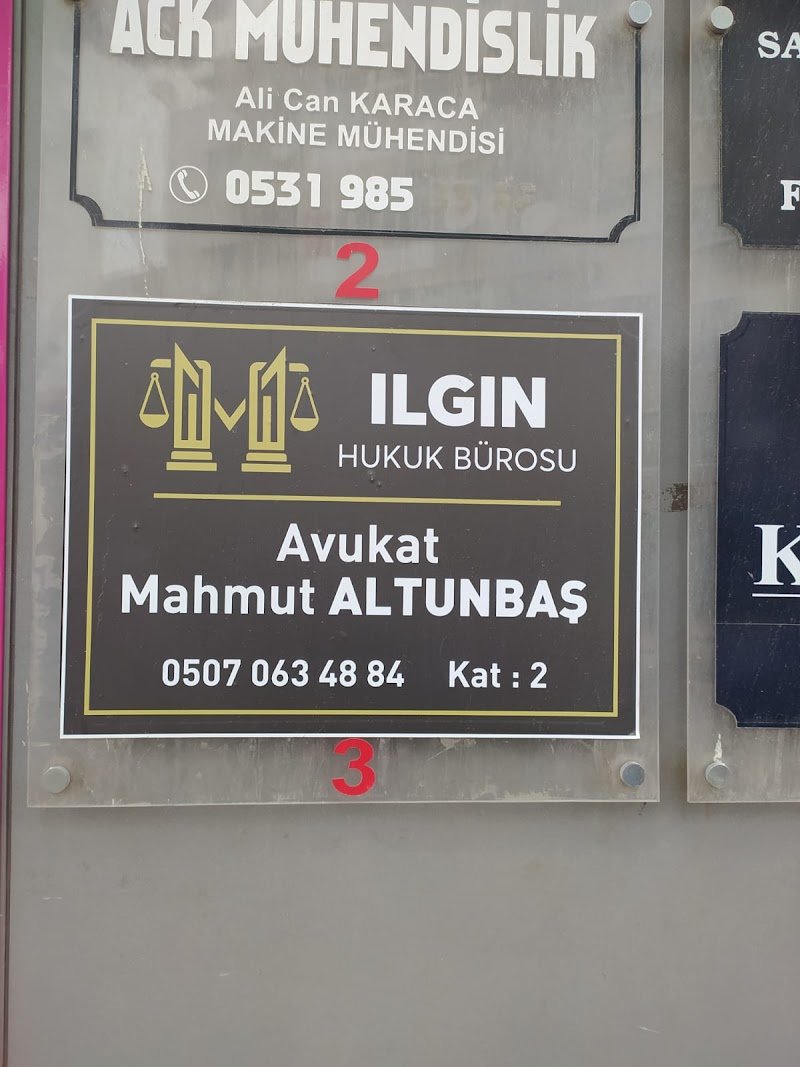 ACK MÜHENDİSLİK
Ali Can KARACA
MAKİNE MÜHENDİSİ
0531 985
2
ILGIN
HUKUK BÜROSU
Avukat
Mahmut ALTUNBAŞ
0507 063 48 84 Kat : 2
3
SA
F
K